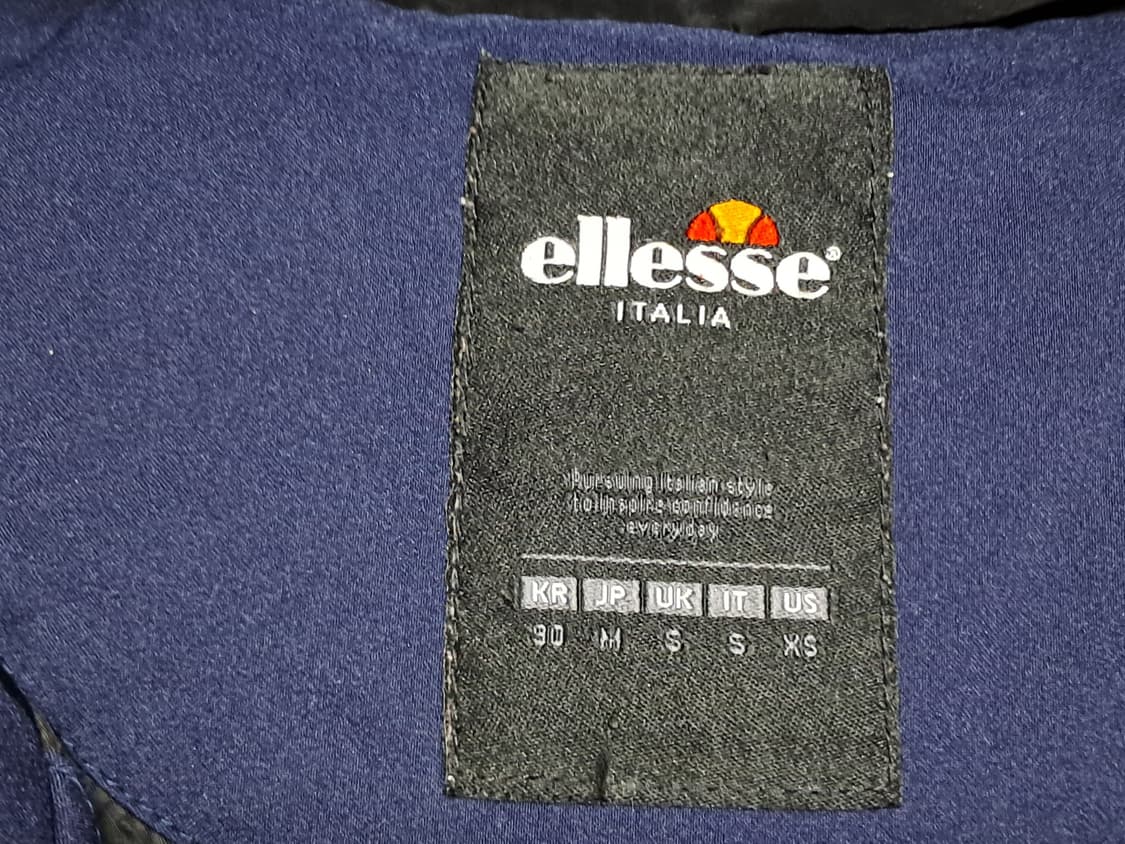 ellesse®
ITALIA
Pursuing Italian style
to inspire confidence
everyday
KR JP UK IT US
90 M S S XS